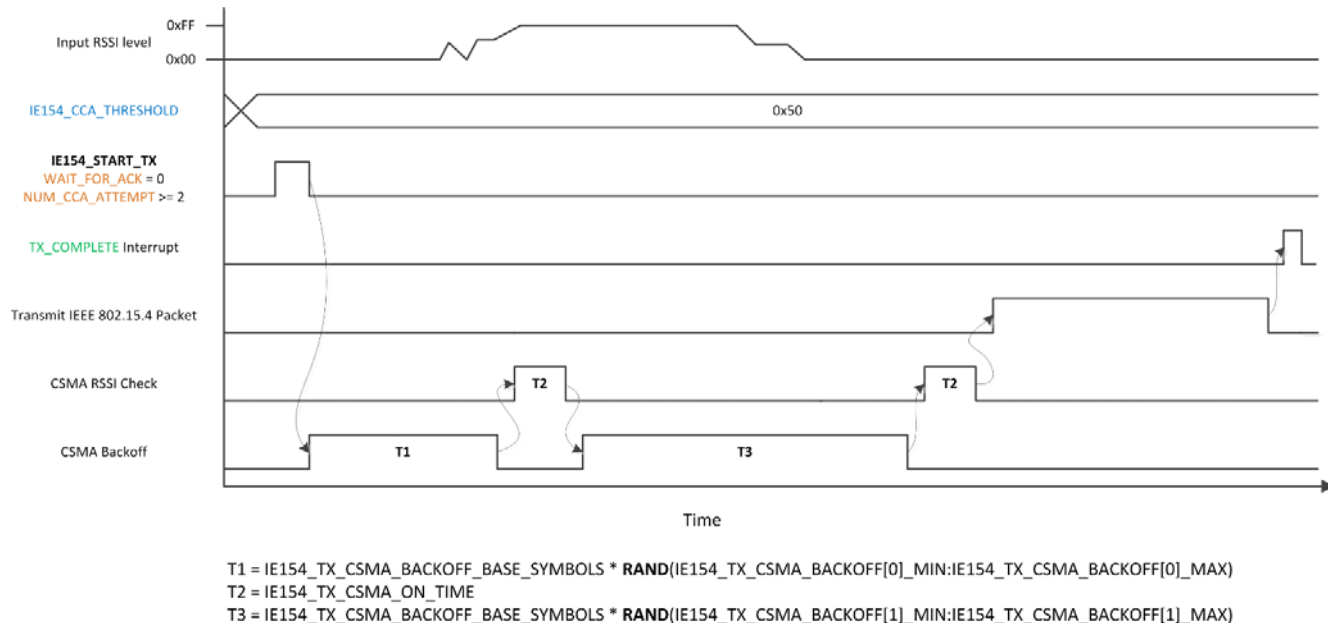 0xFF
Input RSSI level
0x00
IE154_CCA_THRESHOLD
0x50
IE154_START_TX
WAIT_FOR_ACK = 0
NUM_CCA_ATTEMPT >= 2
TX_COMPLETE Interrupt
Transmit IEEE 802.15.4 Packet
CSMA RSSI Check
T2
T2
CSMA Backoff
T1
T3
Time
T1 = IE154_TX_CSMA_BACKOFF_BASE_SYMBOLS * RAND(IE154_TX_CSMA_BACKOFF[0]_MIN:IE154_TX_CSMA_BACKOFF[0]_MAX)
T2 = IE154_TX_CSMA_ON_TIME
T3 = IE154_TX_CSMA_BACKOFF_BASE_SYMBOLS * RAND(IE154_TX_CSMA_BACKOFF[1]_MIN:IE154_TX_CSMA_BACKOFF[1]_MAX)